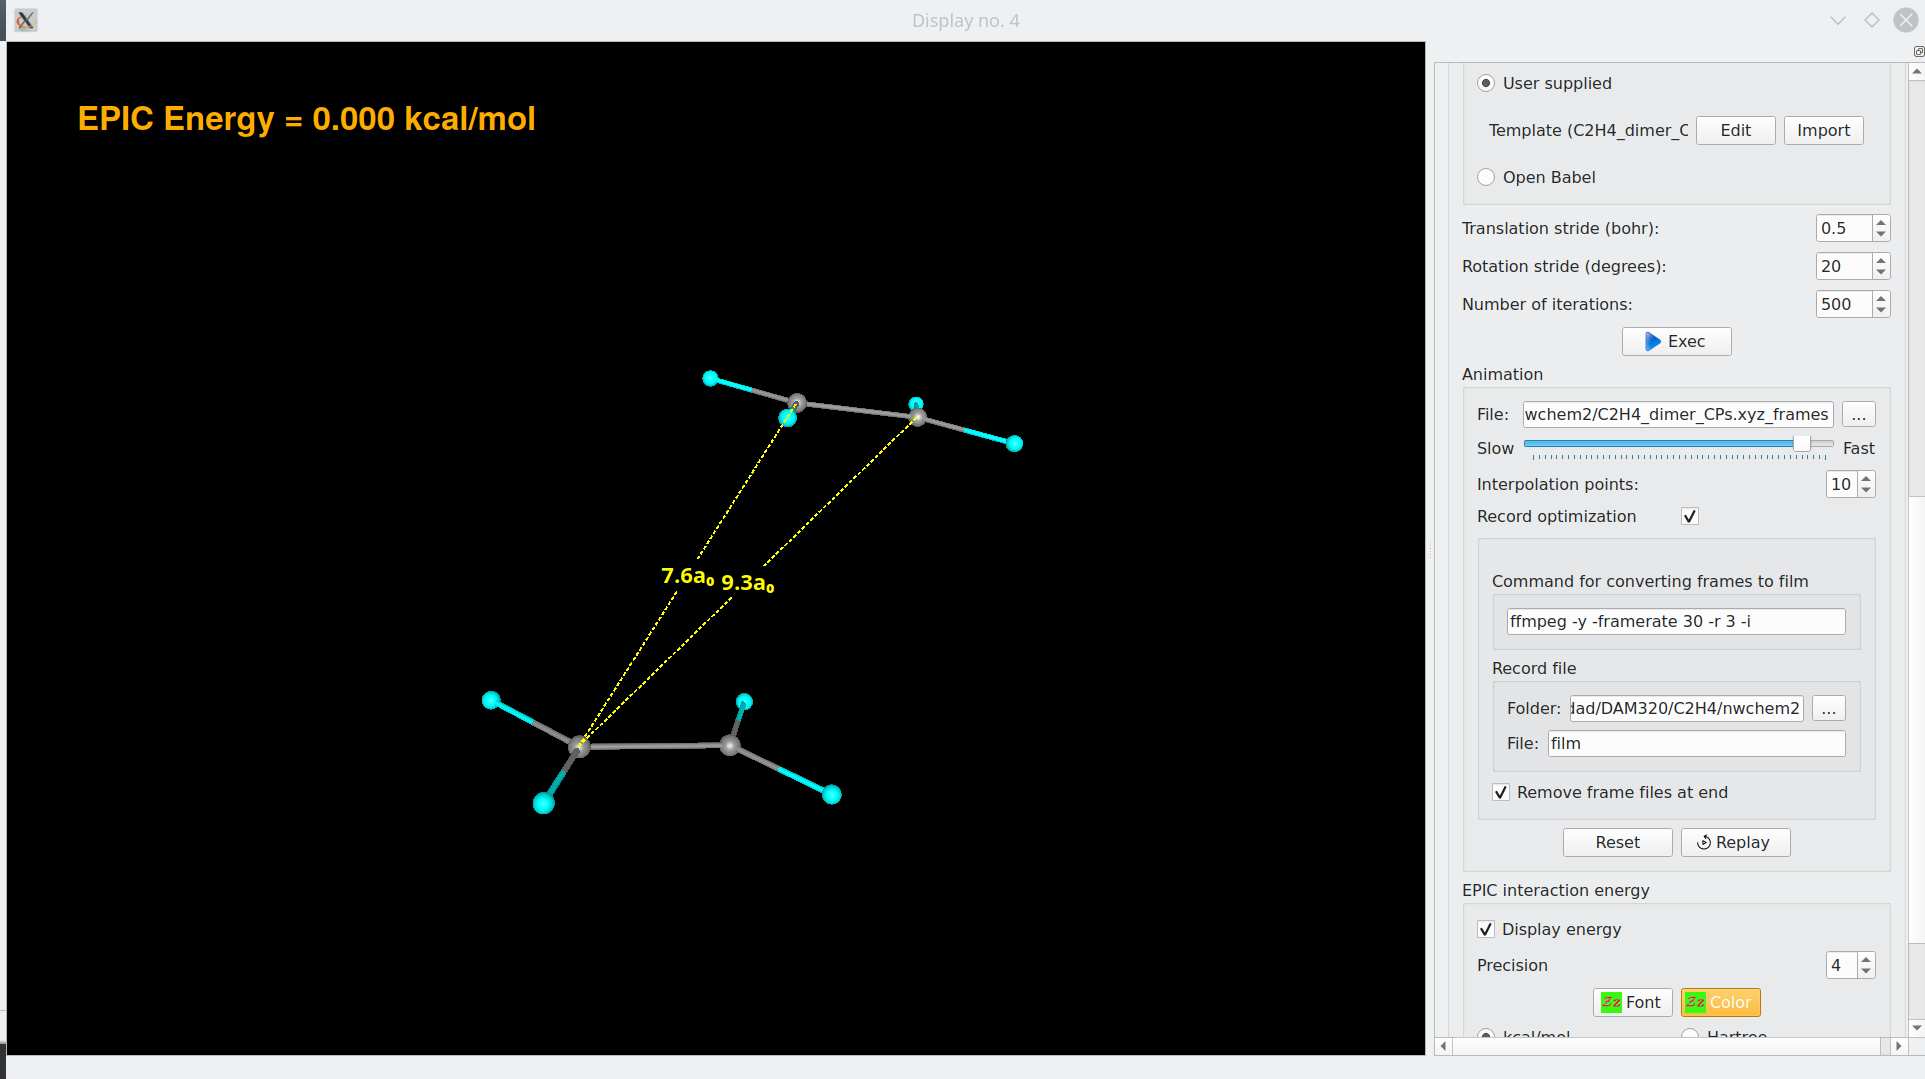 Display no. 4
EPIC Energy = 0.000 kcal/mol
7.6a₀ 9.3a₀
User supplied
Template (C2H4_dimer_C Edit Import
Open Babel
Translation stride (bohr): 0.5
Rotation stride (degrees): 20
Number of iterations: 500
Exec
Animation
File: wchem2/C2H4_dimer_CPs.xyz_frames ...
Slow Fast
Interpolation points: 10
Record optimization
Command for converting frames to film
ffmpeg -y -framerate 30 -r 3 -i
Record file
Folder: dad/DAM320/C2H4/nwchem2 ...
File: film
Remove frame files at end
Reset Replay
EPIC interaction energy
Display energy
Precision 4
Zz Font Zz Color
kcal/mol Hartree